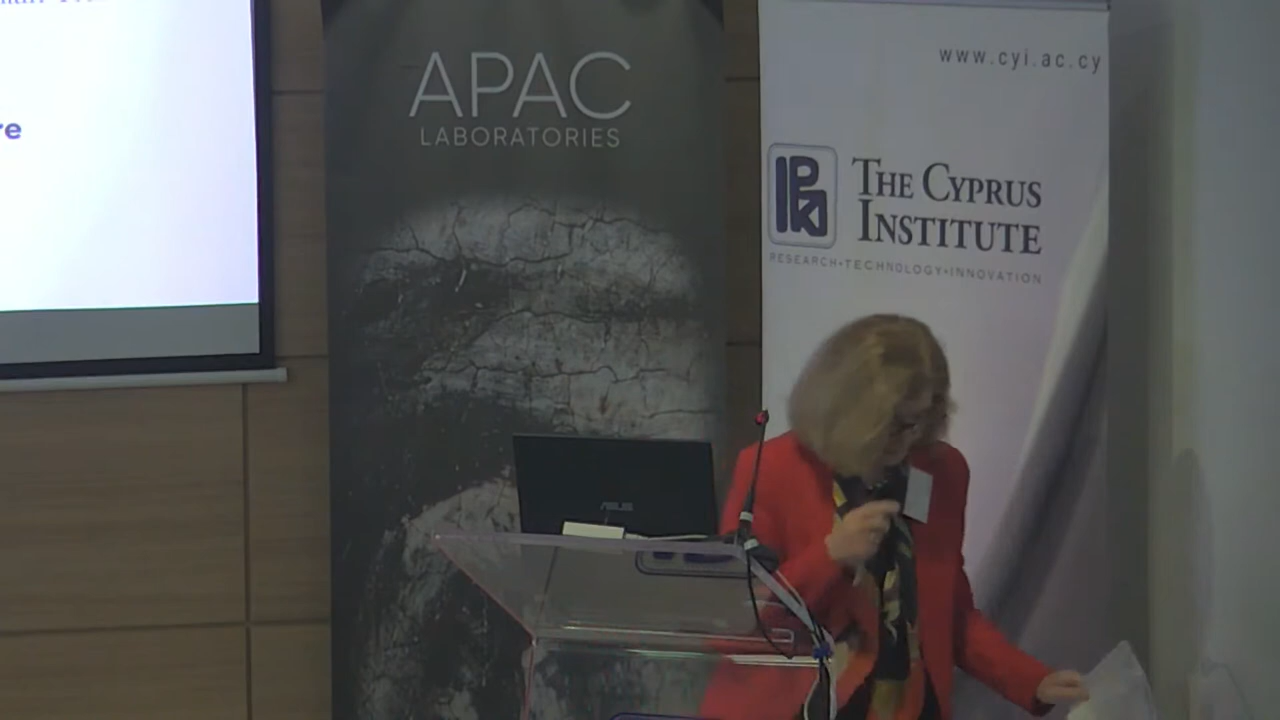 re
APAC
LABORATORIES
www.cyi.ac.cy
THE CYPRUS
INSTITUTE
RESEARCH•TECHNOLOGY•INNOVATION
ASUS